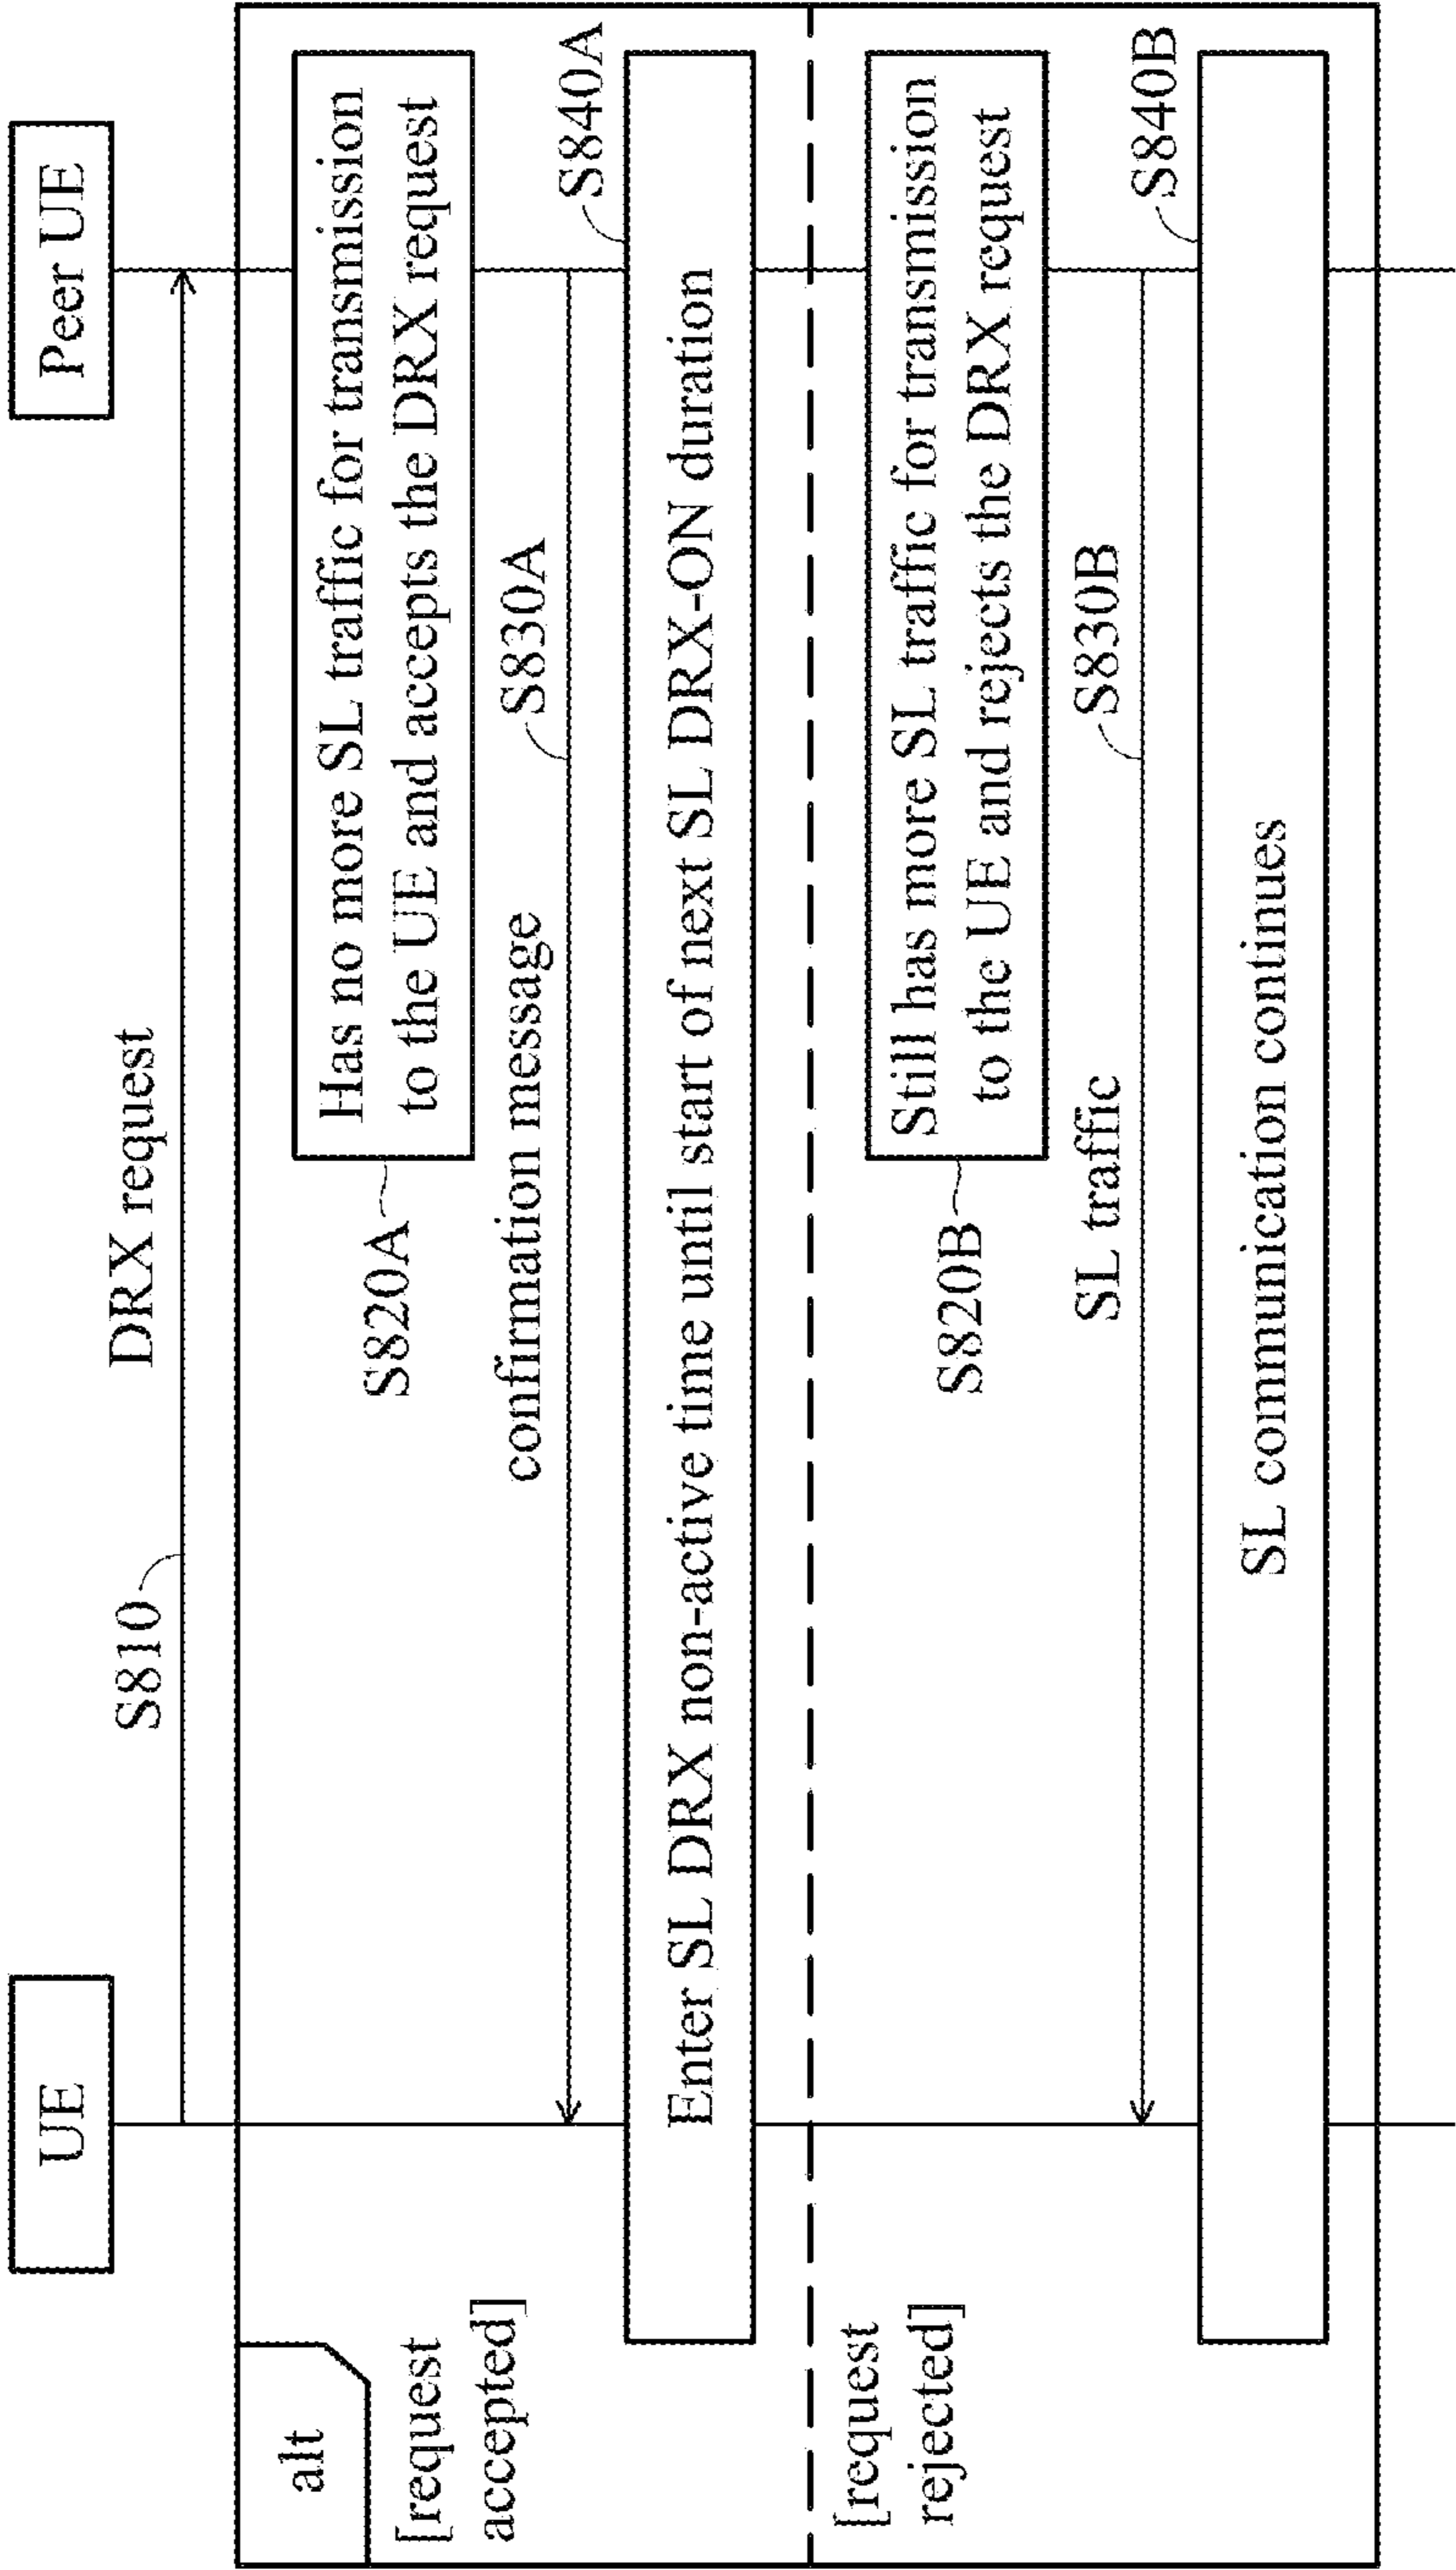 UE
Peer UE
DRX request
S810
alt
[request
accepted]
Has no more SL traffic for transmission
to the UE and accepts the DRX request
S820A
confirmation message
S830A
S840A
Enter SL DRX non-active time until start of next SL DRX-ON duration
[request
rejected]
Still has more SL traffic for transmission
to the UE and rejects the DRX request
S820B
SL traffic
S830B
S840B
SL communication continues